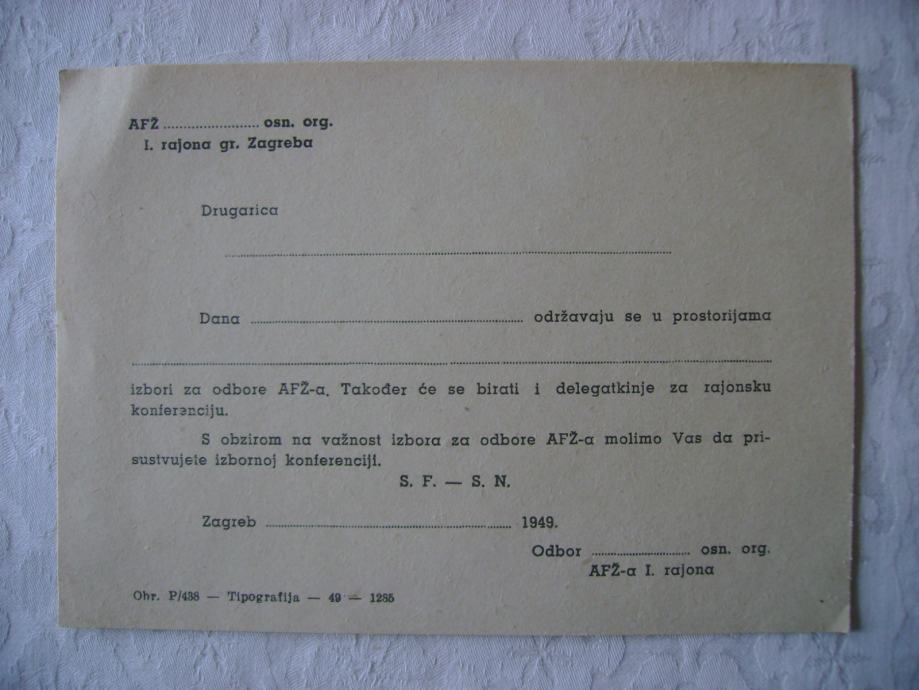 AFŽ ........................ osn. org.
I. rajona gr. Zagreba
Drugarica
................................................................................
Dana ................................................................ održavaju se u prostorijama
................................................................................................................................
izbori za odbore AFŽ-a. Također će se birati i delegatkinje za rajonsku
konferenciju.
S obzirom na važnost izbora za odbore AFŽ-a molimo Vas da pri-
sustvujete izbornoj konferenciji.
S. F. — S. N.
Zagreb ............................................................ 1949.
Odbor ........................ osn. org.
AFŽ-a I. rajona
Obr. P/438 — Tipografija — 49 — 1285